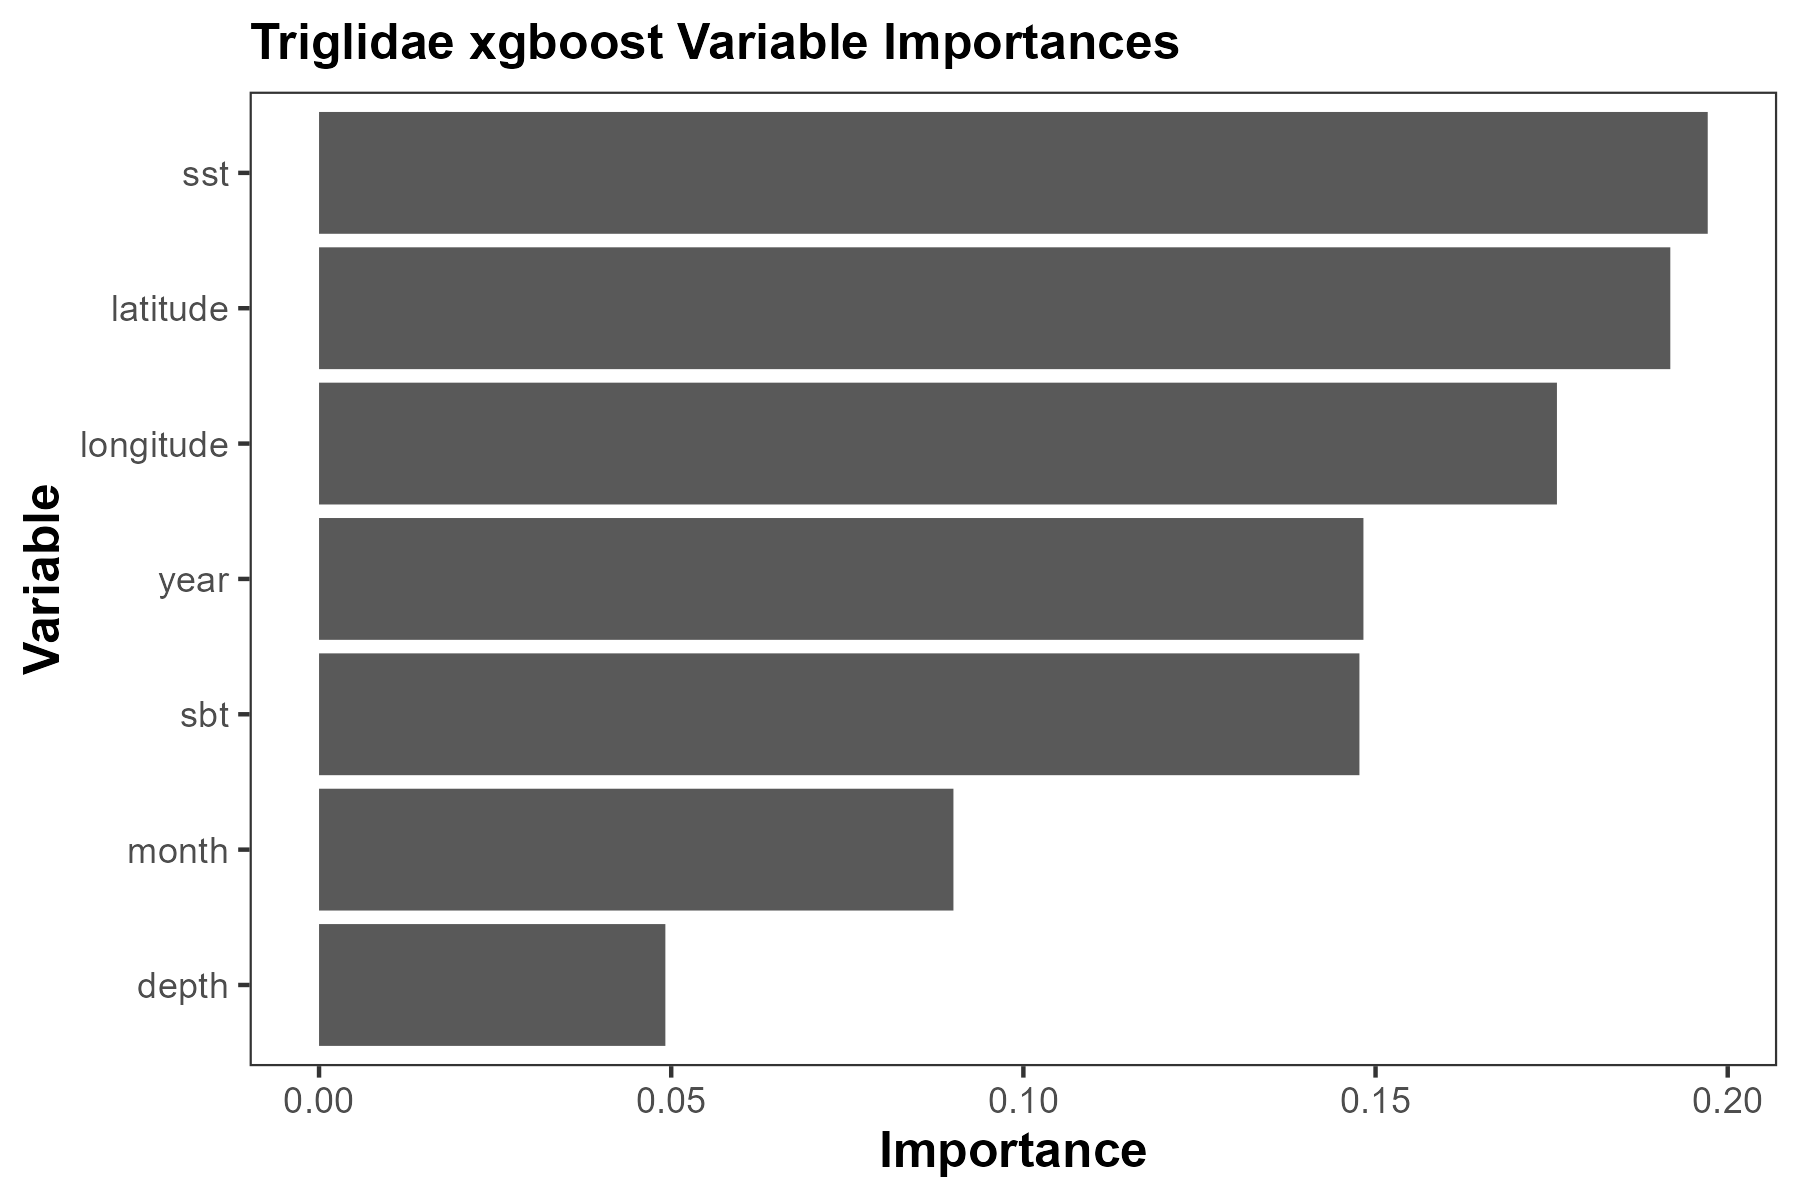 Triglidae xgboost Variable Importances
Variable
sst
latitude
longitude
year
sbt
month
depth
0.00 0.05 0.10 0.15 0.20
Importance